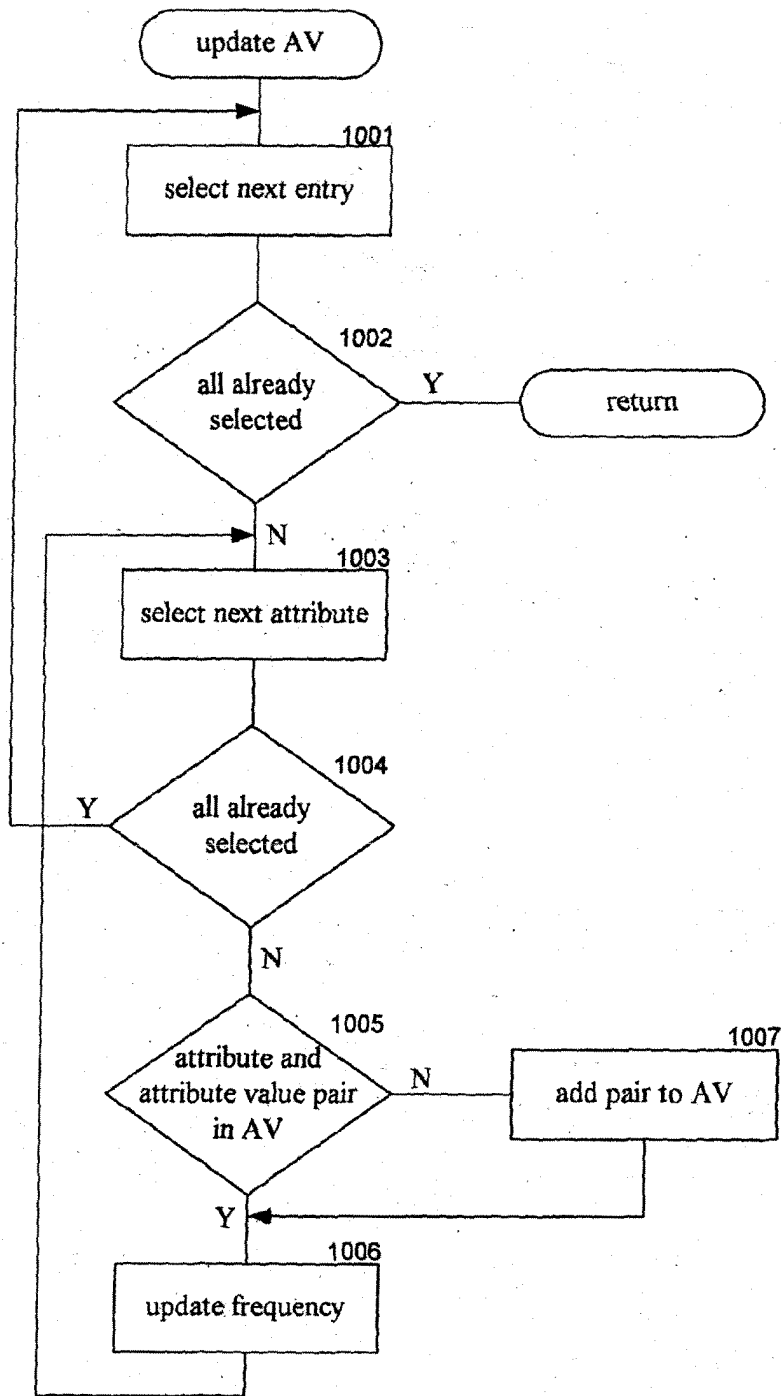 update AV
1001
select next entry
1002
all already
selected
Y
return
N
1003
select next attribute
1004
Y
all already
selected
N
1005
attribute and
attribute value pair
in AV
N
1007
add pair to AV
Y
1006
update frequency